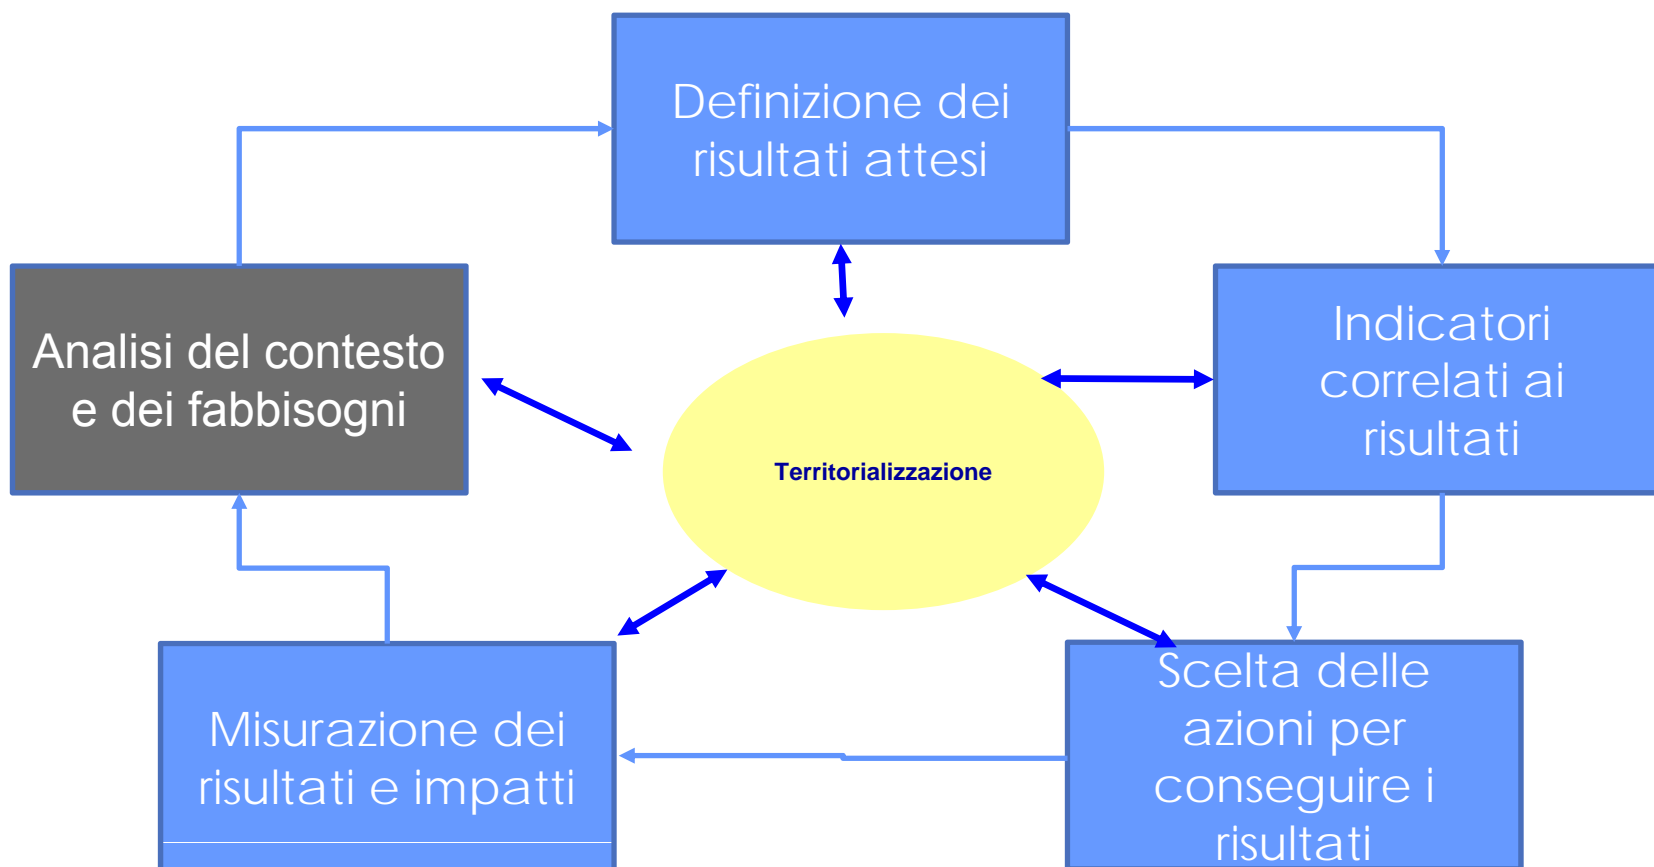 Definizione dei
risultati attesi
Analisi del contesto
e dei fabbisogni
Indicatori
correlati ai
risultati
Territorializzazione
Misurazione dei
risultati e impatti
Scelta delle
azioni per
conseguire i
risultati